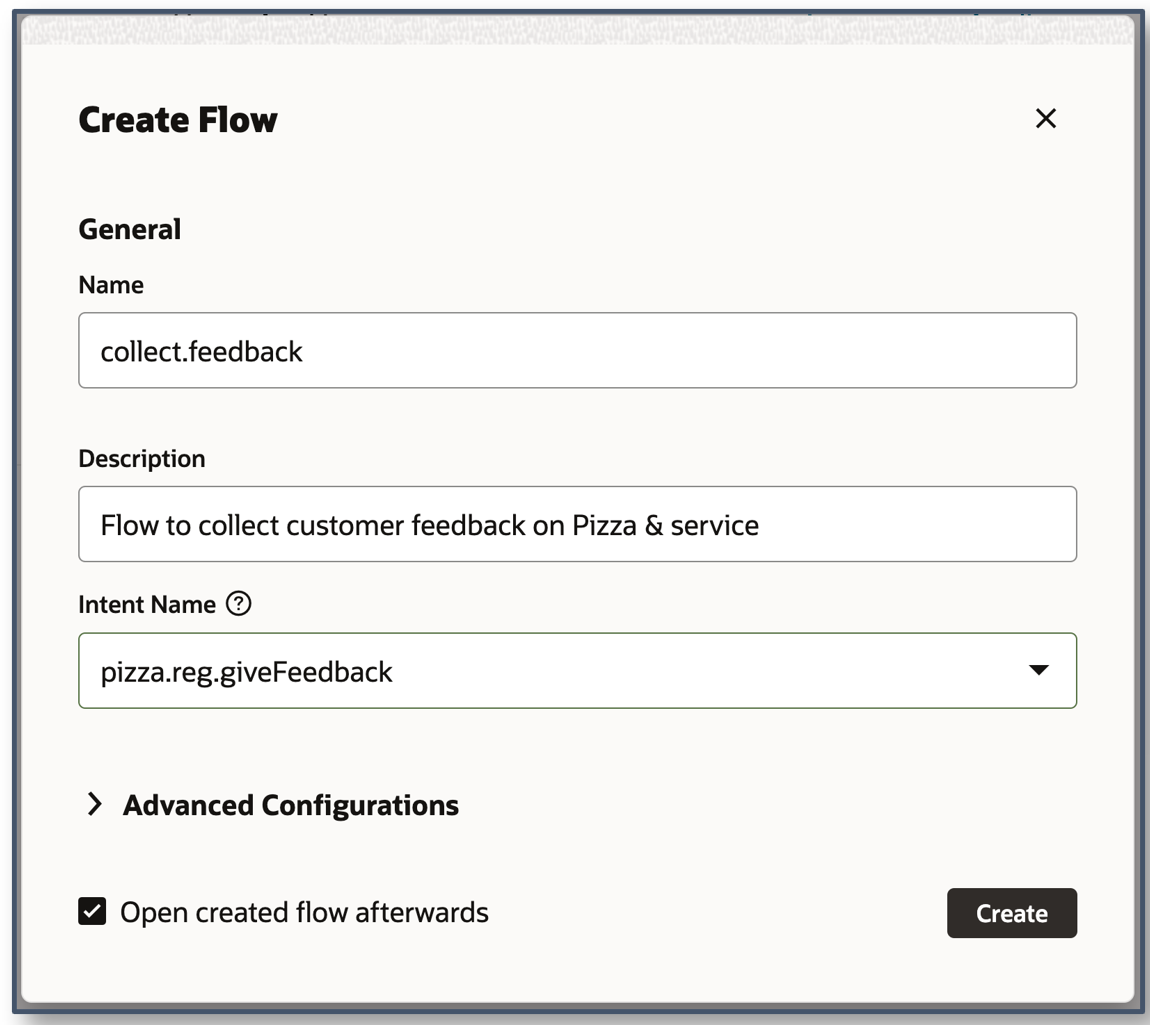 Create Flow
General
Name
collect.feedback
Description
Flow to collect customer feedback on Pizza & service
Intent Name
pizza.reg.giveFeedback
Advanced Configurations
Open created flow afterwards
Create